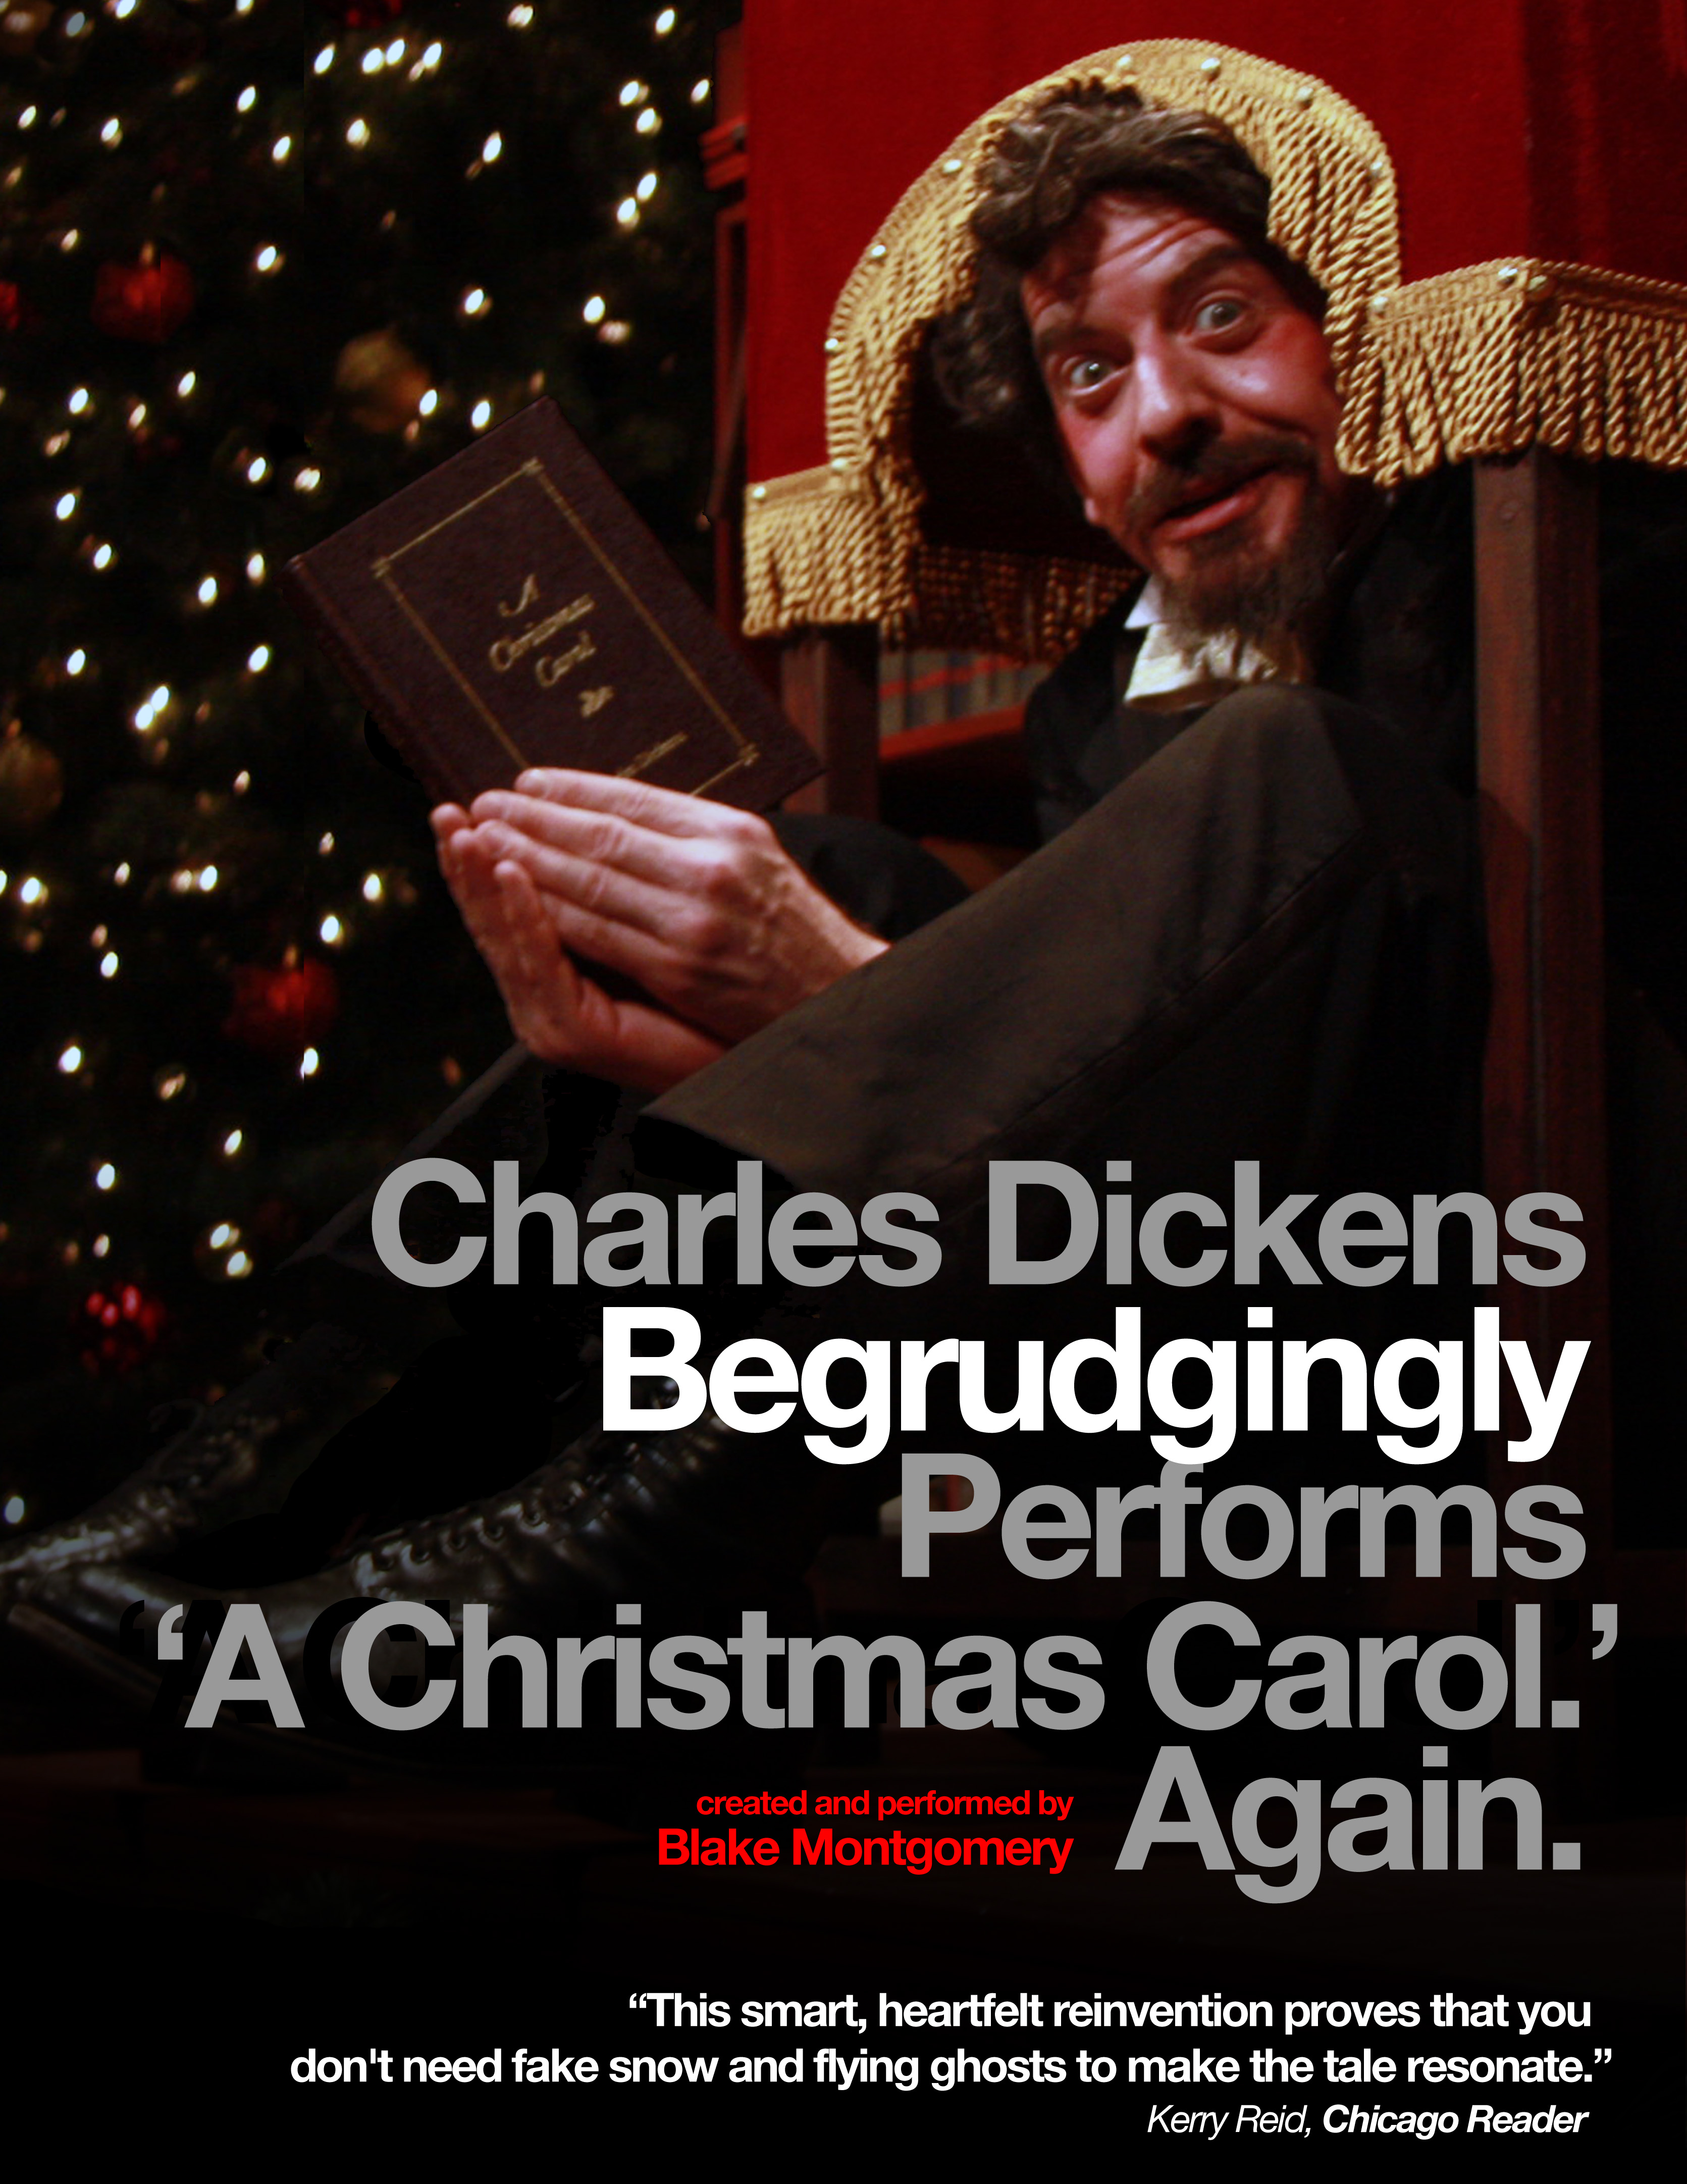 A
Christmas
Carol
Dickens
Charles Dickens
Begrudgingly
Performs
‘A Christmas Carol.’
Again.
created and performed by
Blake Montgomery
“This smart, heartfelt reinvention proves that you
don't need fake snow and flying ghosts to make the tale resonate.”
Kerry Reid, Chicago Reader